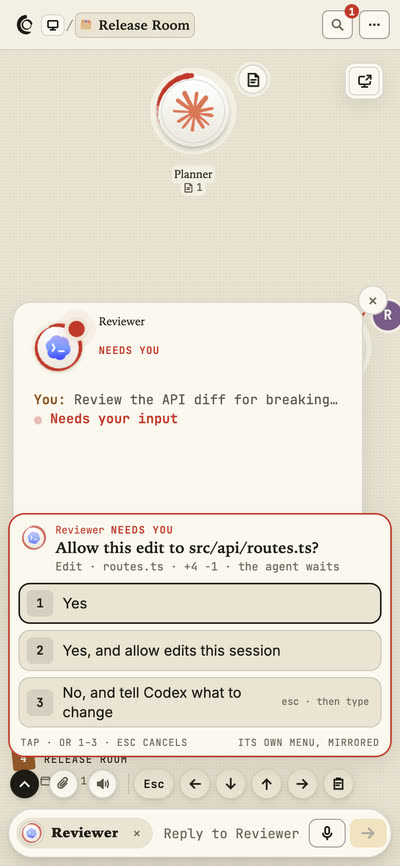 / Release Room
1
Planner
1
R
Reviewer
NEEDS YOU
You: Review the API diff for breaking…
Needs your input
Reviewer NEEDS YOU
Allow this edit to src/api/routes.ts?
Edit · routes.ts · +4 -1 · the agent waits
1 Yes
2 Yes, and allow edits this session
3 No, and tell Codex what to
change
esc · then type
TAP · OR 1–3 · ESC CANCELS
ITS OWN MENU, MIRRORED
4 RELEASE ROOM
1
Esc
Reviewer × Reply to Reviewer